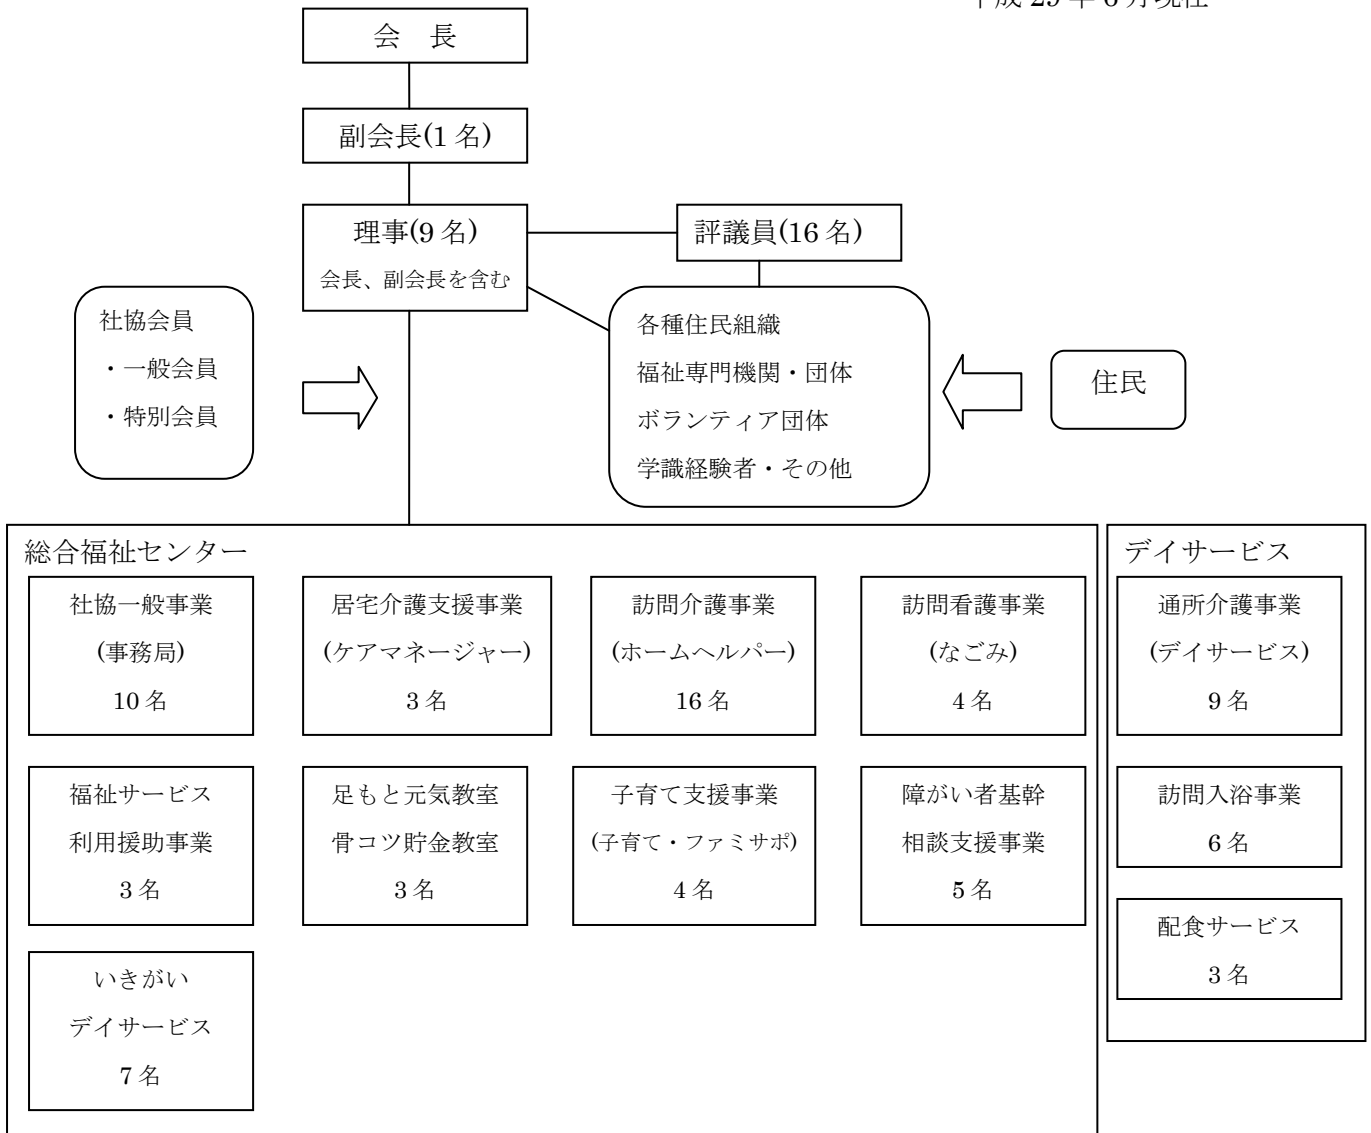 平成 29 年 6 月現在
会　長
副会長(1 名)
理事(9 名)
会長、副会長を含む
評議員(16 名)
社協会員
・一般会員
・特別会員
各種住民組織
福祉専門機関・団体
ボランティア団体
学識経験者・その他
住民
総合福祉センター
社協一般事業
(事務局)
10 名
居宅介護支援事業
(ケアマネージャー)
3 名
訪問介護事業
(ホームヘルパー)
16 名
訪問看護事業
(なごみ)
4 名
福祉サービス
利用援助事業
3 名
足もと元気教室
骨コツ貯金教室
3 名
子育て支援事業
(子育て・ファミサポ)
4 名
障がい者基幹
相談支援事業
5 名
いきがい
デイサービス
7 名
デイサービス
通所介護事業
(デイサービス)
9 名
訪問入浴事業
6 名
配食サービス
3 名